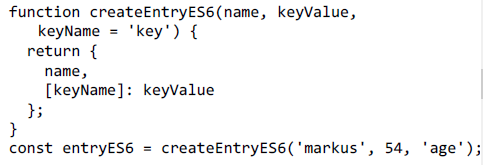 function createEntryES6(name, keyValue,
   keyName = 'key') {
  return {
    name,
    [keyName]: keyValue
  };
}
const entryES6 = createEntryES6('markus', 54, 'age');